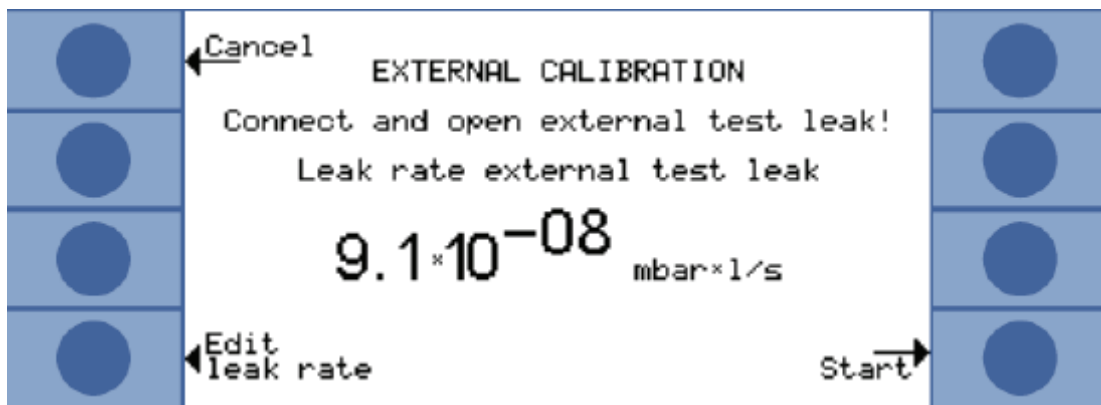 Cancel
EXTERNAL CALIBRATION
Connect and open external test leak!
Leak rate external test leak
9.1×10⁻⁰⁸ mbar×l/s
Edit
leak rate
Start